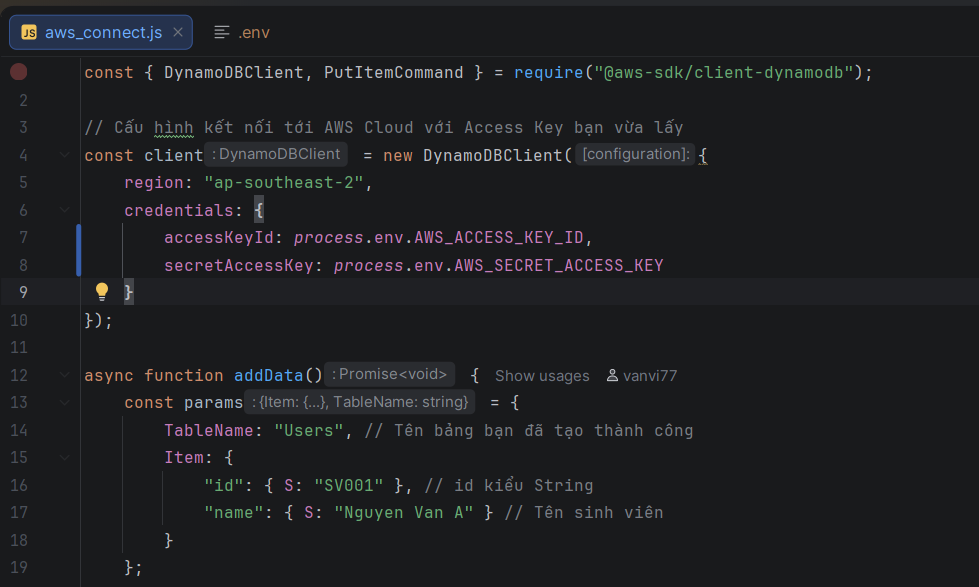 JS aws_connect.js × .env
const { DynamoDBClient, PutItemCommand } = require("@aws-sdk/client-dynamodb");
2
3 // Cấu hình kết nối tới AWS Cloud với Access Key bạn vừa lấy
4 const client : DynamoDBClient = new DynamoDBClient( [configuration]: {
5 region: "ap-southeast-2",
6 credentials: {
7 accessKeyId: process.env.AWS_ACCESS_KEY_ID,
8 secretAccessKey: process.env.AWS_SECRET_ACCESS_KEY
9 }
10 });
11
12 async function addData() : Promise<void> { Show usages vanvi77
13 const params : {Item: {...}, TableName: string} = {
14 TableName: "Users", // Tên bảng bạn đã tạo thành công
15 Item: {
16 "id": { S: "SV001" }, // id kiểu String
17 "name": { S: "Nguyen Van A" } // Tên sinh viên
18 }
19 };